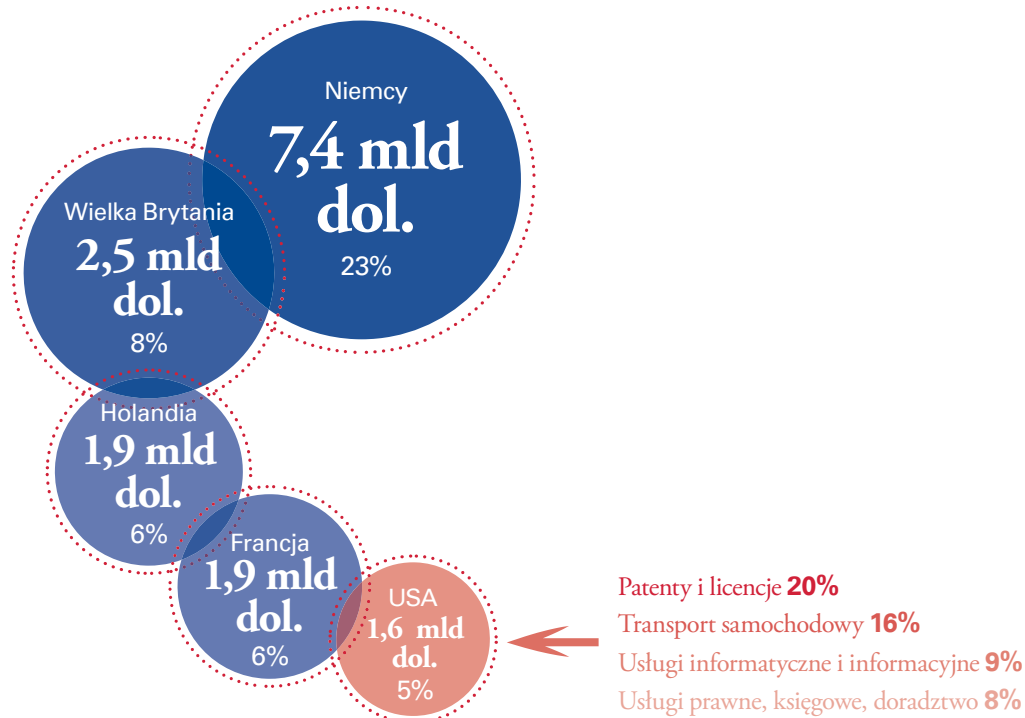 Niemcy
7,4 mld
dol.
23%
Wielka Brytania
2,5 mld
dol.
8%
Holandia
1,9 mld
dol.
6%
Francja
1,9 mld
dol.
6%
USA
1,6 mld
dol.
5%
Patenty i licencje 20%
Transport samochodowy 16%
Usługi informatyczne i informacyjne 9%
Usługi prawne, księgowe, doradztwo 8%